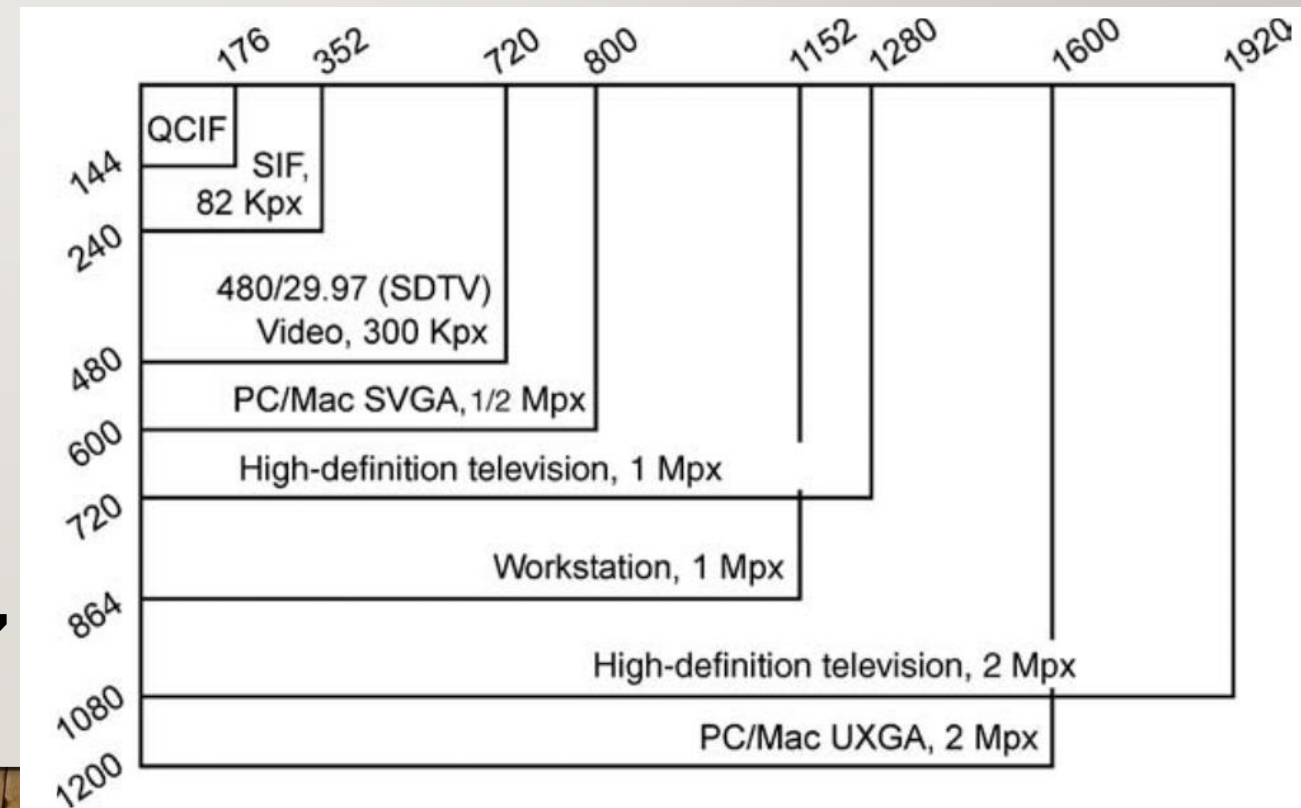 176 352 720 800 1152 1280 1600 1920
QCIF
144
SIF,
82 Kpx
240
480/29.97 (SDTV)
Video, 300 Kpx
480
PC/Mac SVGA, 1/2 Mpx
600
High-definition television, 1 Mpx
720
Workstation, 1 Mpx
864
High-definition television, 2 Mpx
1080
PC/Mac UXGA, 2 Mpx
1200